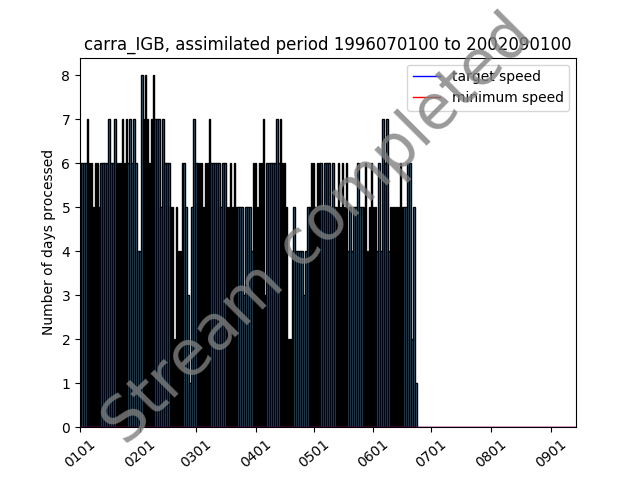 carra_IGB, assimilated period 1996070100 to 2002090100
target speed
minimum speed
Number of days processed
8
7
6
5
4
3
2
1
0
0101 0201 0301 0401 0501 0601 0701 0801 0901
Stream completed